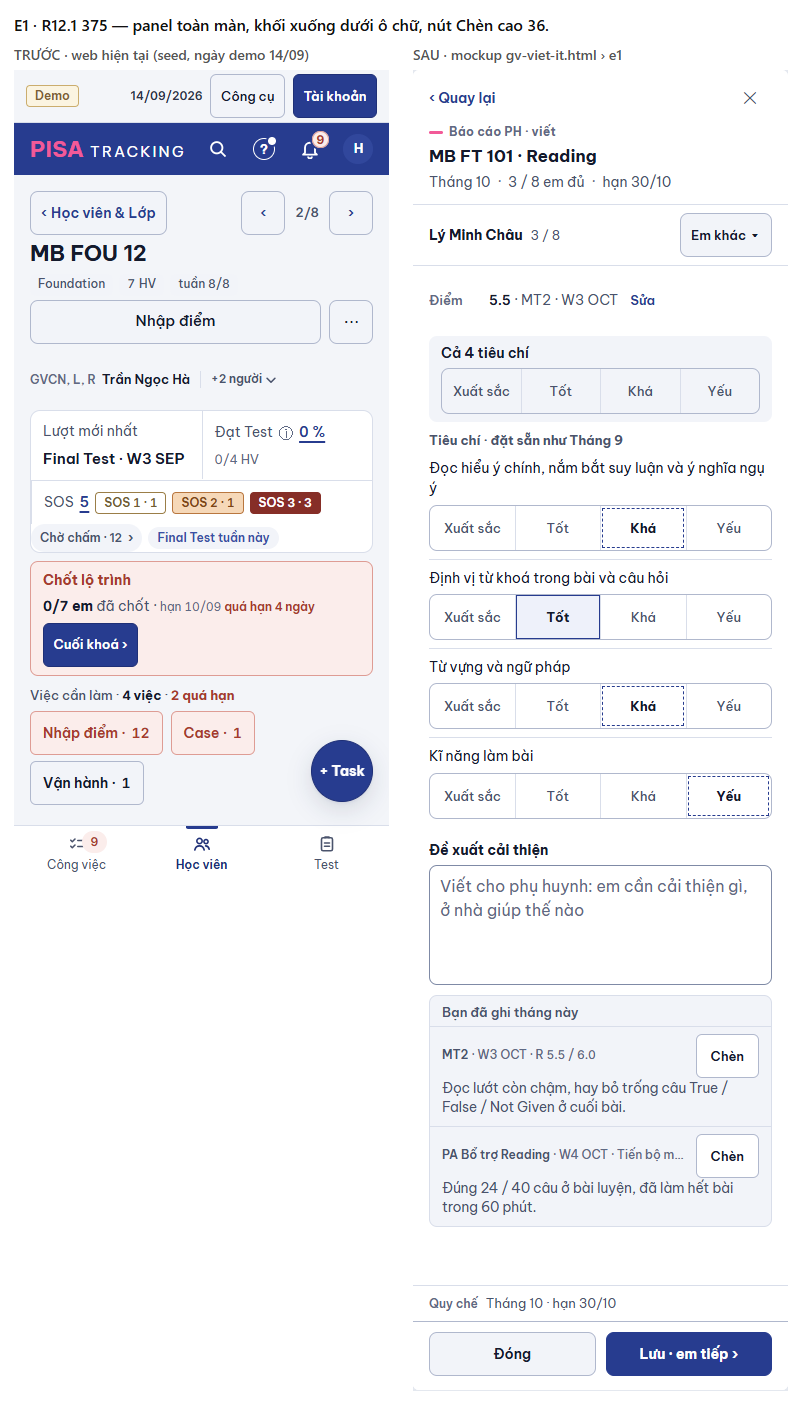 E1 · R12.1 375 — panel toàn màn, khối xuống dưới ô chữ, nút Chèn cao 36.
TRƯỚC · web hiện tại (seed, ngày demo 14/09)
Demo
14/09/2026
Công cụ
Tài khoản
PISA TRACKING
?
9
H
‹ Học viên & Lớp
‹
2/8
›
MB FOU 12
Foundation
7 HV
tuần 8/8
Nhập điểm
...
GVCN, L, R Trần Ngọc Hà
+2 người
Lượt mới nhất
Final Test · W3 SEP
Đạt Test ⓘ 0 %
0/4 HV
SOS 5
SOS 1 · 1
SOS 2 · 1
SOS 3 · 3
Chờ chấm · 12 ›
Final Test tuần này
Chốt lộ trình
0/7 em đã chốt · hạn 10/09 quá hạn 4 ngày
Cuối khoá ›
Việc cần làm · 4 việc · 2 quá hạn
Nhập điểm · 12
Case · 1
Vận hành · 1
+ Task
9
Công việc
Học viên
Test
SAU · mockup gv-viet-it.html › e1
‹ Quay lại
Báo cáo PH · viết
MB FT 101 · Reading
Tháng 10 · 3 / 8 em đủ · hạn 30/10
Lý Minh Châu 3 / 8
Em khác
Điểm 5.5 · MT2 · W3 OCT Sửa
Cả 4 tiêu chí
Xuất sắc Tốt Khá Yếu
Tiêu chí · đặt sẵn như Tháng 9
Đọc hiểu ý chính, nắm bắt suy luận và ý nghĩa ngụ
ý
Xuất sắc Tốt Khá Yếu
Định vị từ khoá trong bài và câu hỏi
Xuất sắc Tốt Khá Yếu
Từ vựng và ngữ pháp
Xuất sắc Tốt Khá Yếu
Kĩ năng làm bài
Xuất sắc Tốt Khá Yếu
Đề xuất cải thiện
Viết cho phụ huynh: em cần cải thiện gì,
ở nhà giúp thế nào
Bạn đã ghi tháng này
MT2 · W3 OCT · R 5.5 / 6.0
Chèn
Đọc lướt còn chậm, hay bỏ trống câu True /
False / Not Given ở cuối bài.
PA Bổ trợ Reading · W4 OCT · Tiến bộ m...
Chèn
Đúng 24 / 40 câu ở bài luyện, đã làm hết bài
trong 60 phút.
Quy chế Tháng 10 · hạn 30/10
Đóng
Lưu · em tiếp ›